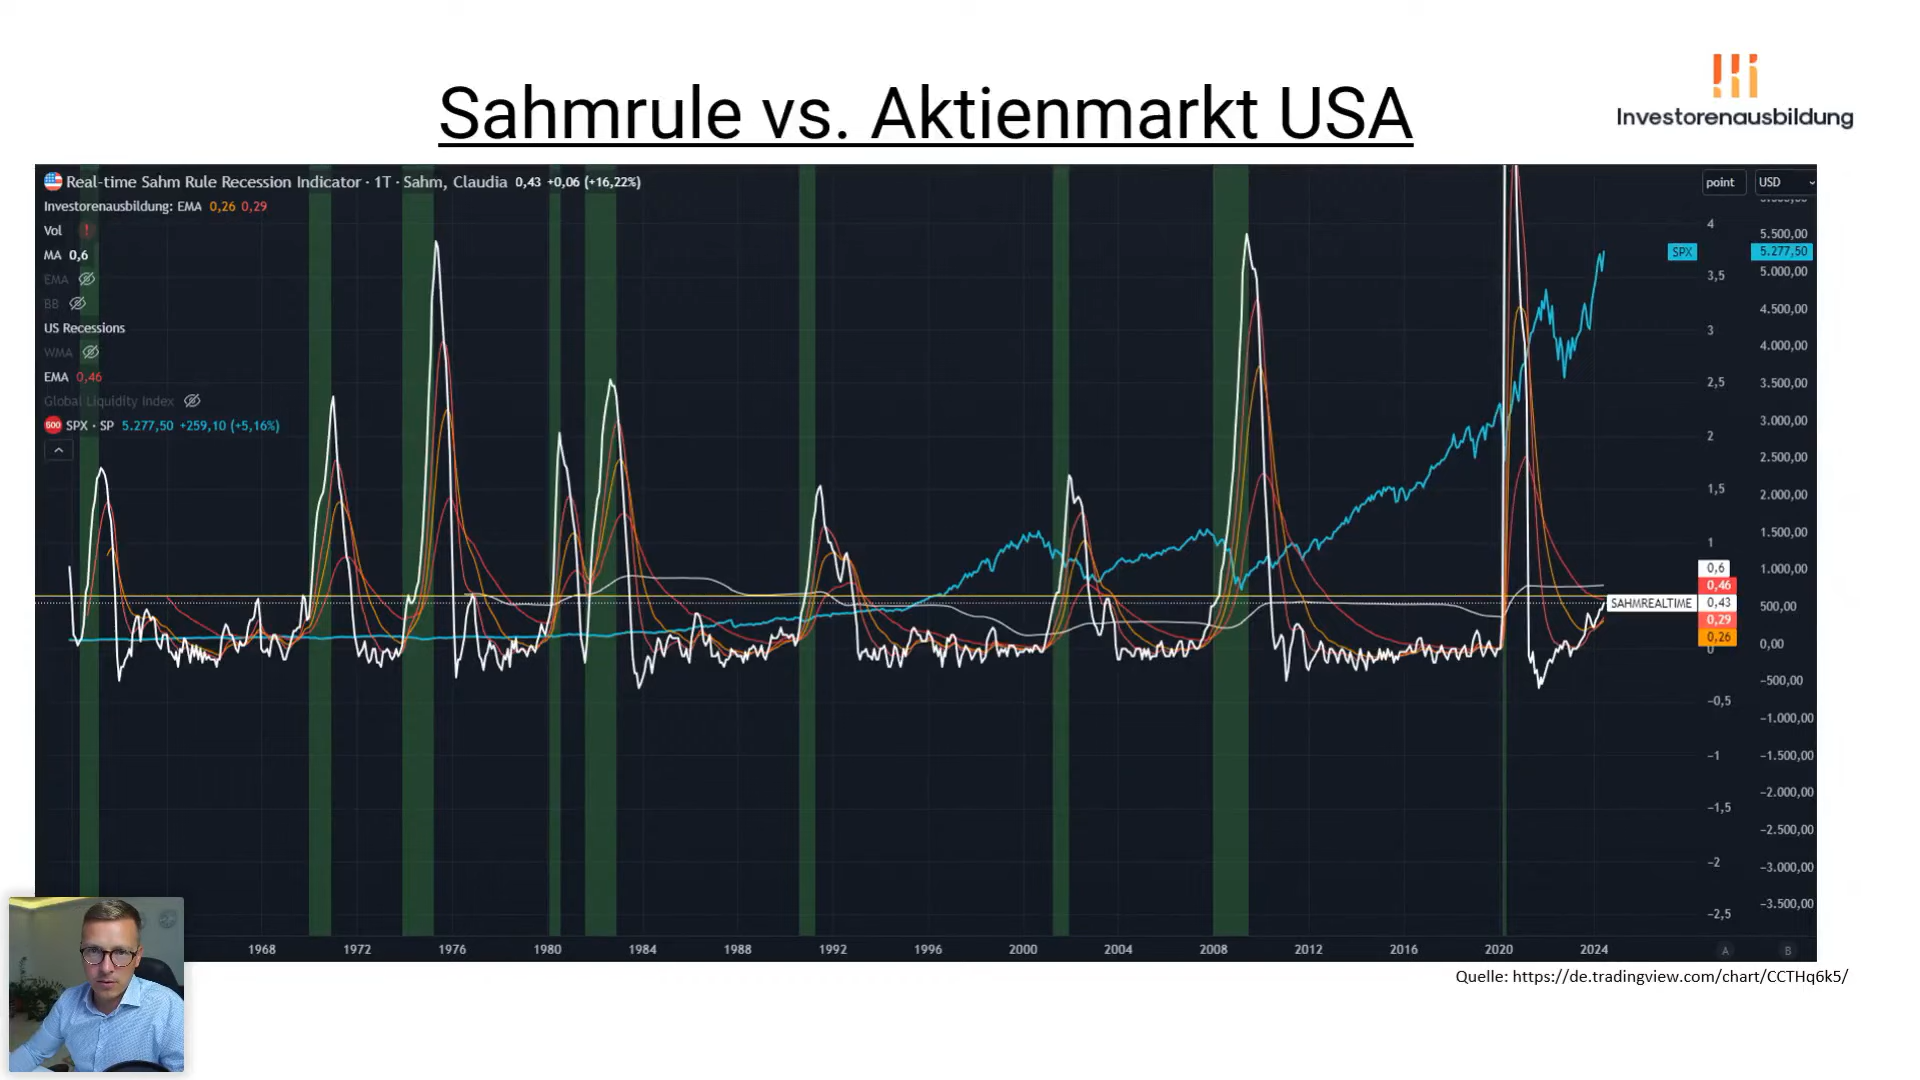 Sahmrule vs. Aktienmarkt USA
Investorenausbildung
Real-time Sahm Rule Recession Indicator · 1T · Sahm, Claudia 0,43 +0,06 (+16,22%)
Investorenausbildung: EMA 0,26 0,29
Vol !
MA 0,6
EMA
BB
US Recessions
WMA
EMA 0,46
Global Liquidity Index
500 SPX · SP 5.277,50 +259,10 (+5,16%)
point
USD
4
3,5
3
2,5
2
1,5
1
0,6
0,46
SAHMREALTIME 0,43
0,29
0,26
0
-0,5
-1
-1,5
-2
-2,5
5.500,00
SPX 5.277,50
5.000,00
4.500,00
4.000,00
3.500,00
3.000,00
2.500,00
2.000,00
1.500,00
1.000,00
500,00
0,00
-500,00
-1.000,00
-1.500,00
-2.000,00
-2.500,00
-3.000,00
-3.500,00
1968 1972 1976 1980 1984 1988 1992 1996 2000 2004 2008 2012 2016 2020 2024 A B
Quelle: https://de.tradingview.com/chart/CCTHq6k5/